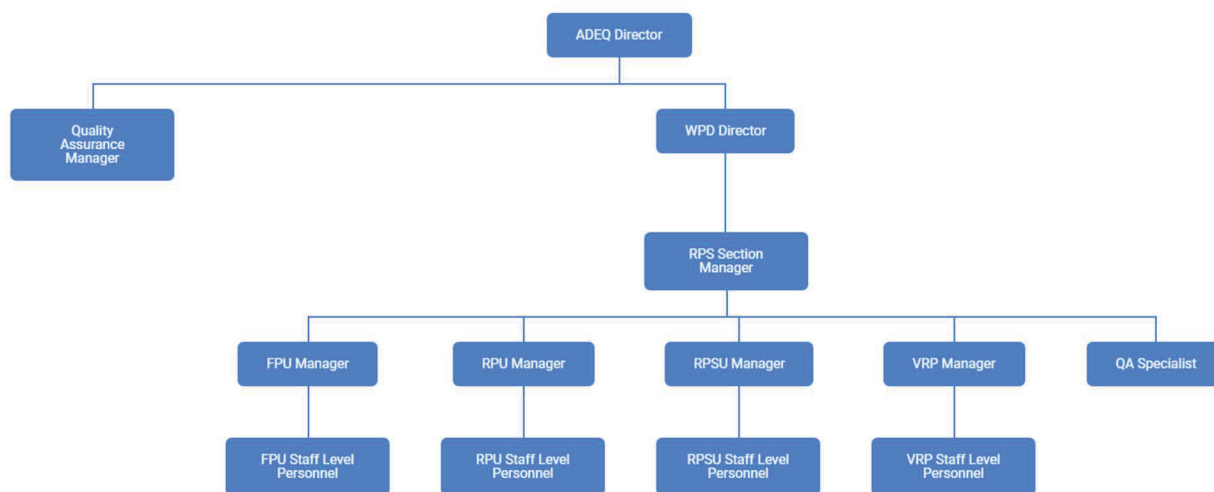 ADEQ Director
Quality
Assurance
Manager
WPD Director
RPS Section
Manager
FPU Manager
RPU Manager
RPSU Manager
VRP Manager
QA Specialist
FPU Staff Level
Personnel
RPU Staff Level
Personnel
RPSU Staff Level
Personnel
VRP Staff Level
Personnel